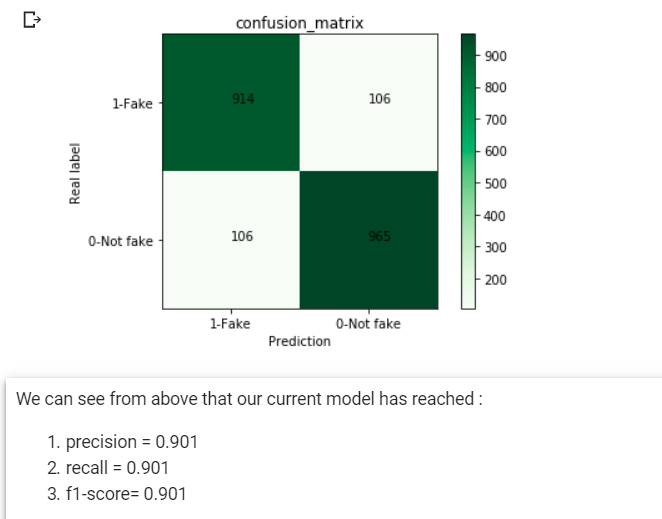 confusion_matrix
1-Fake
914
106
900
800
700
600
500
400
300
200
Real label
0-Not fake
106
965
1-Fake
0-Not fake
Prediction
We can see from above that our current model has reached :
1. precision = 0.901
2. recall = 0.901
3. f1-score= 0.901